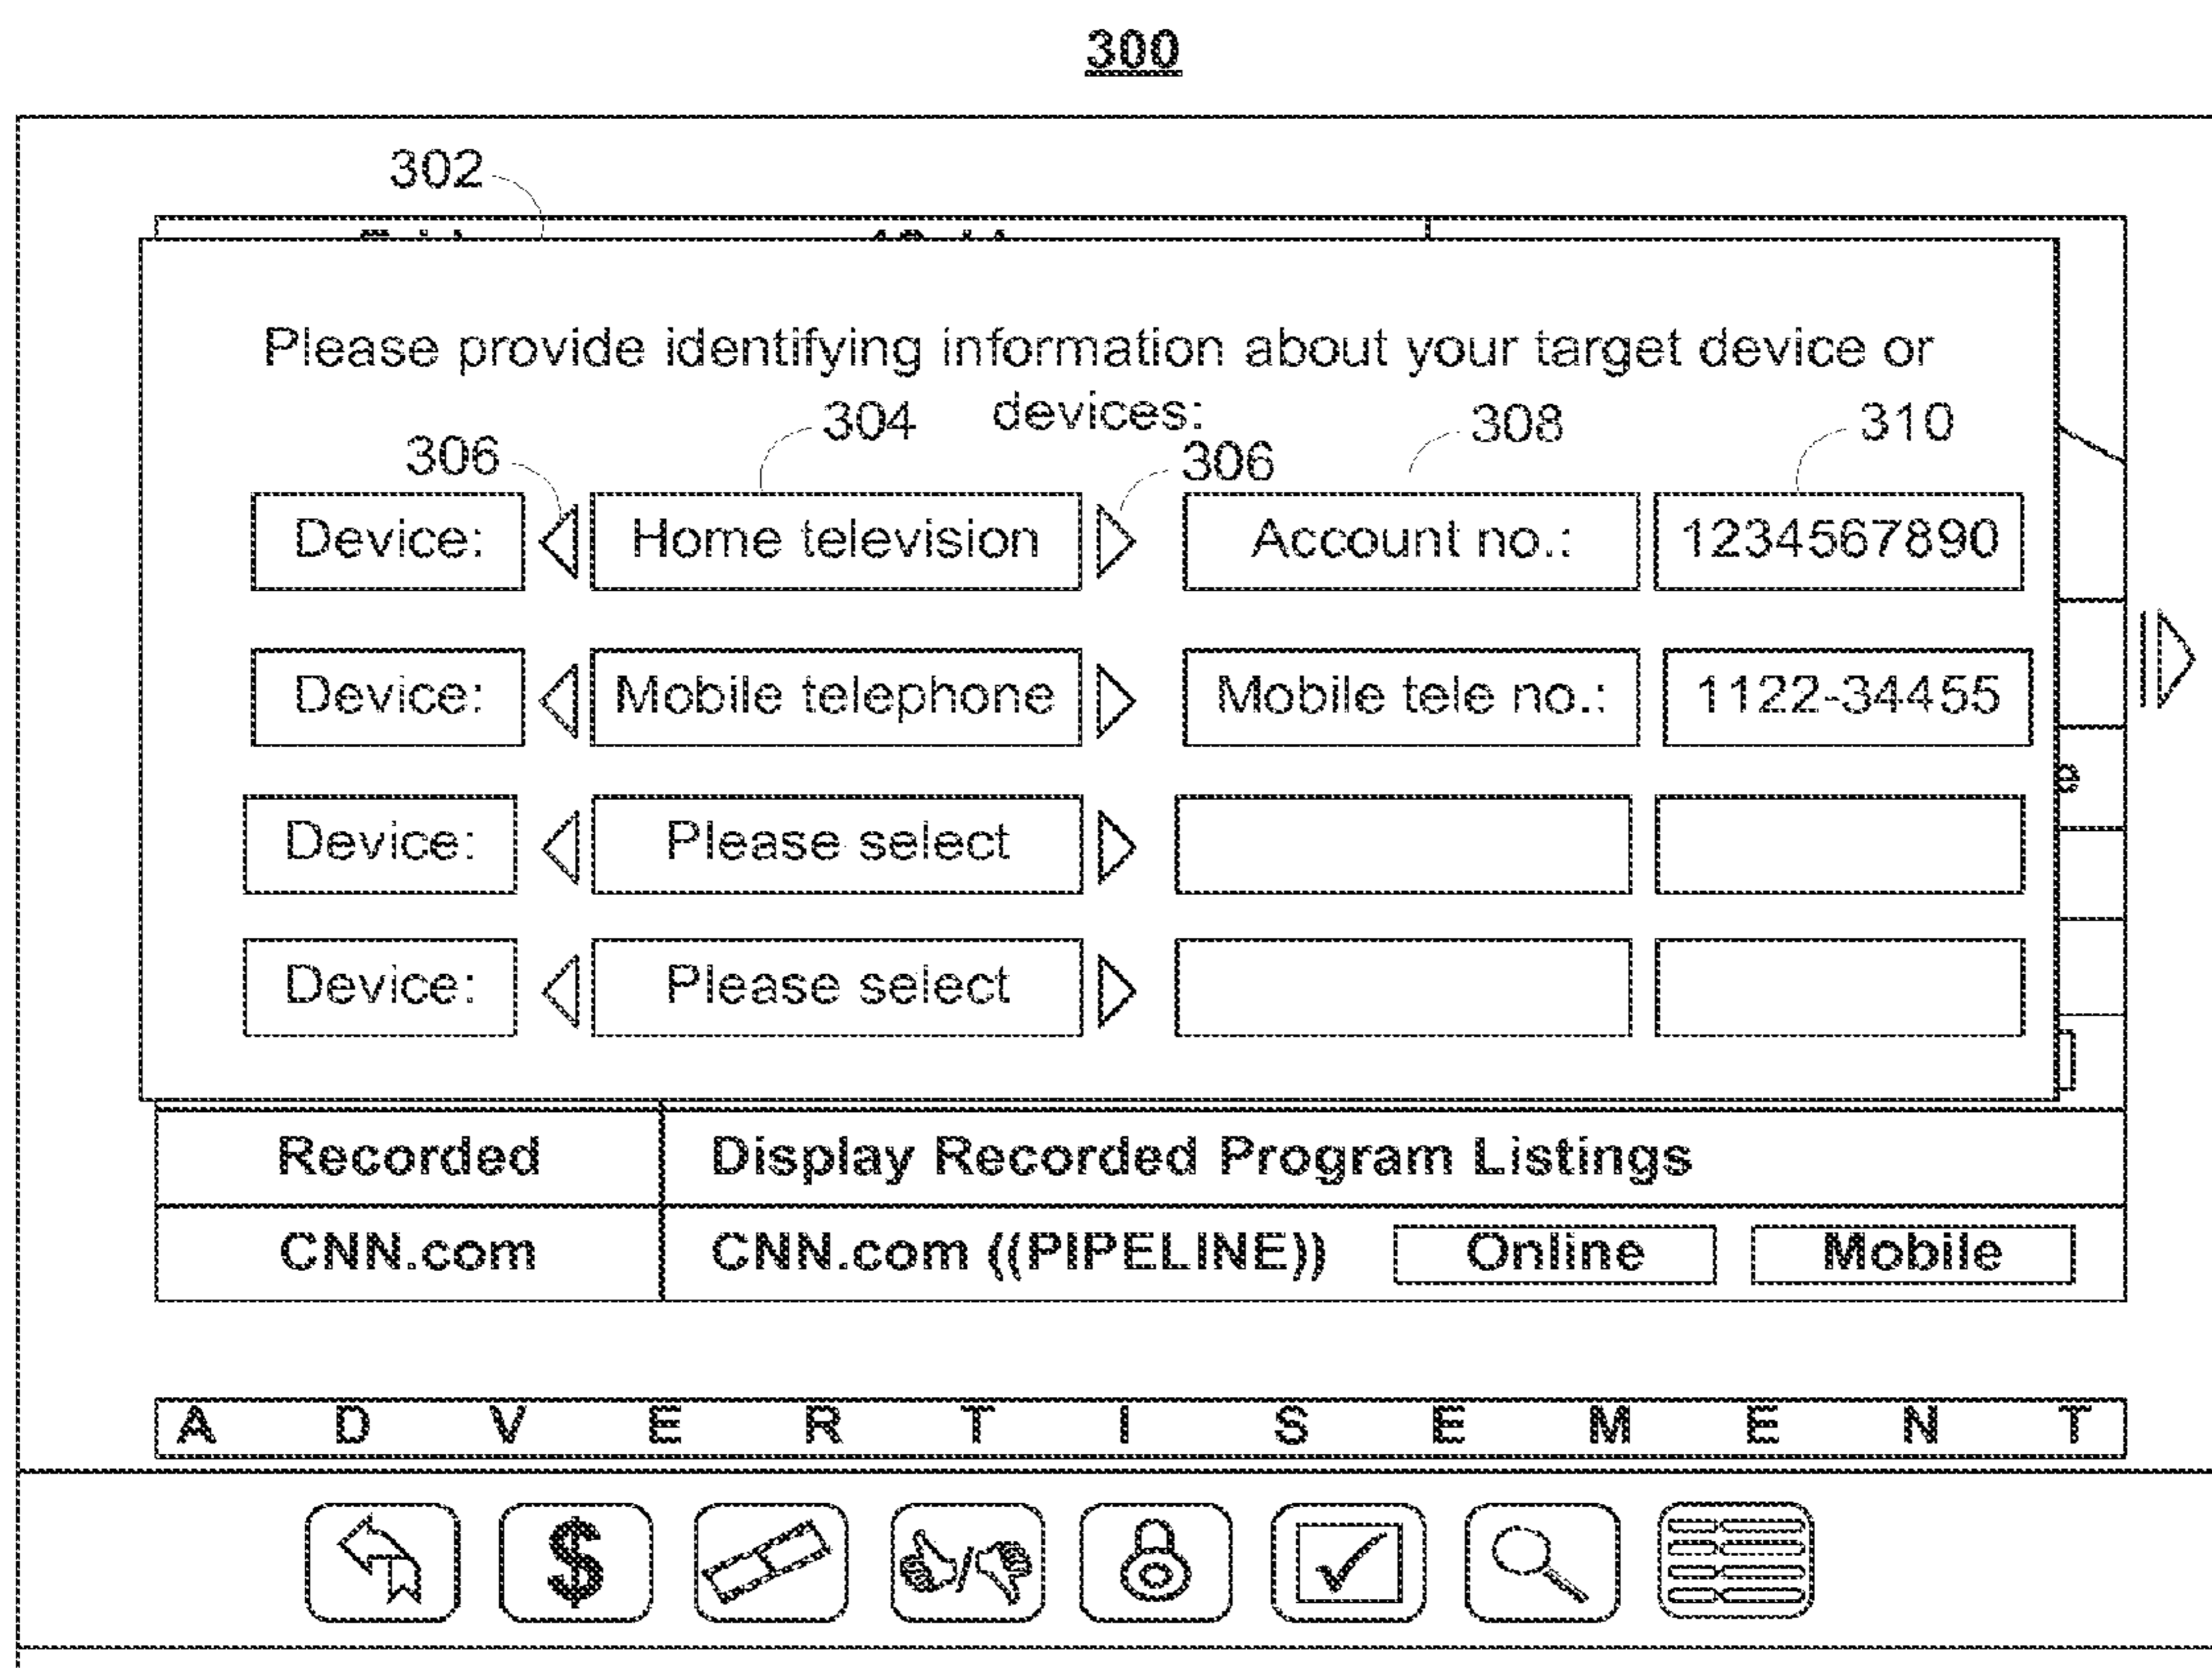 300
302
Please provide identifying information about your target device or
devices:
304
308
310
306
306
Device:
Home television
Account no.:
1234567890
Device:
Mobile telephone
Mobile tele no.:
1122-34455
Device:
Please select
Device:
Please select
Recorded
Display Recorded Program Listings
CNN.com
CNN.com ((PIPELINE))
Online
Mobile
A D V E R T I S E M E N T
$